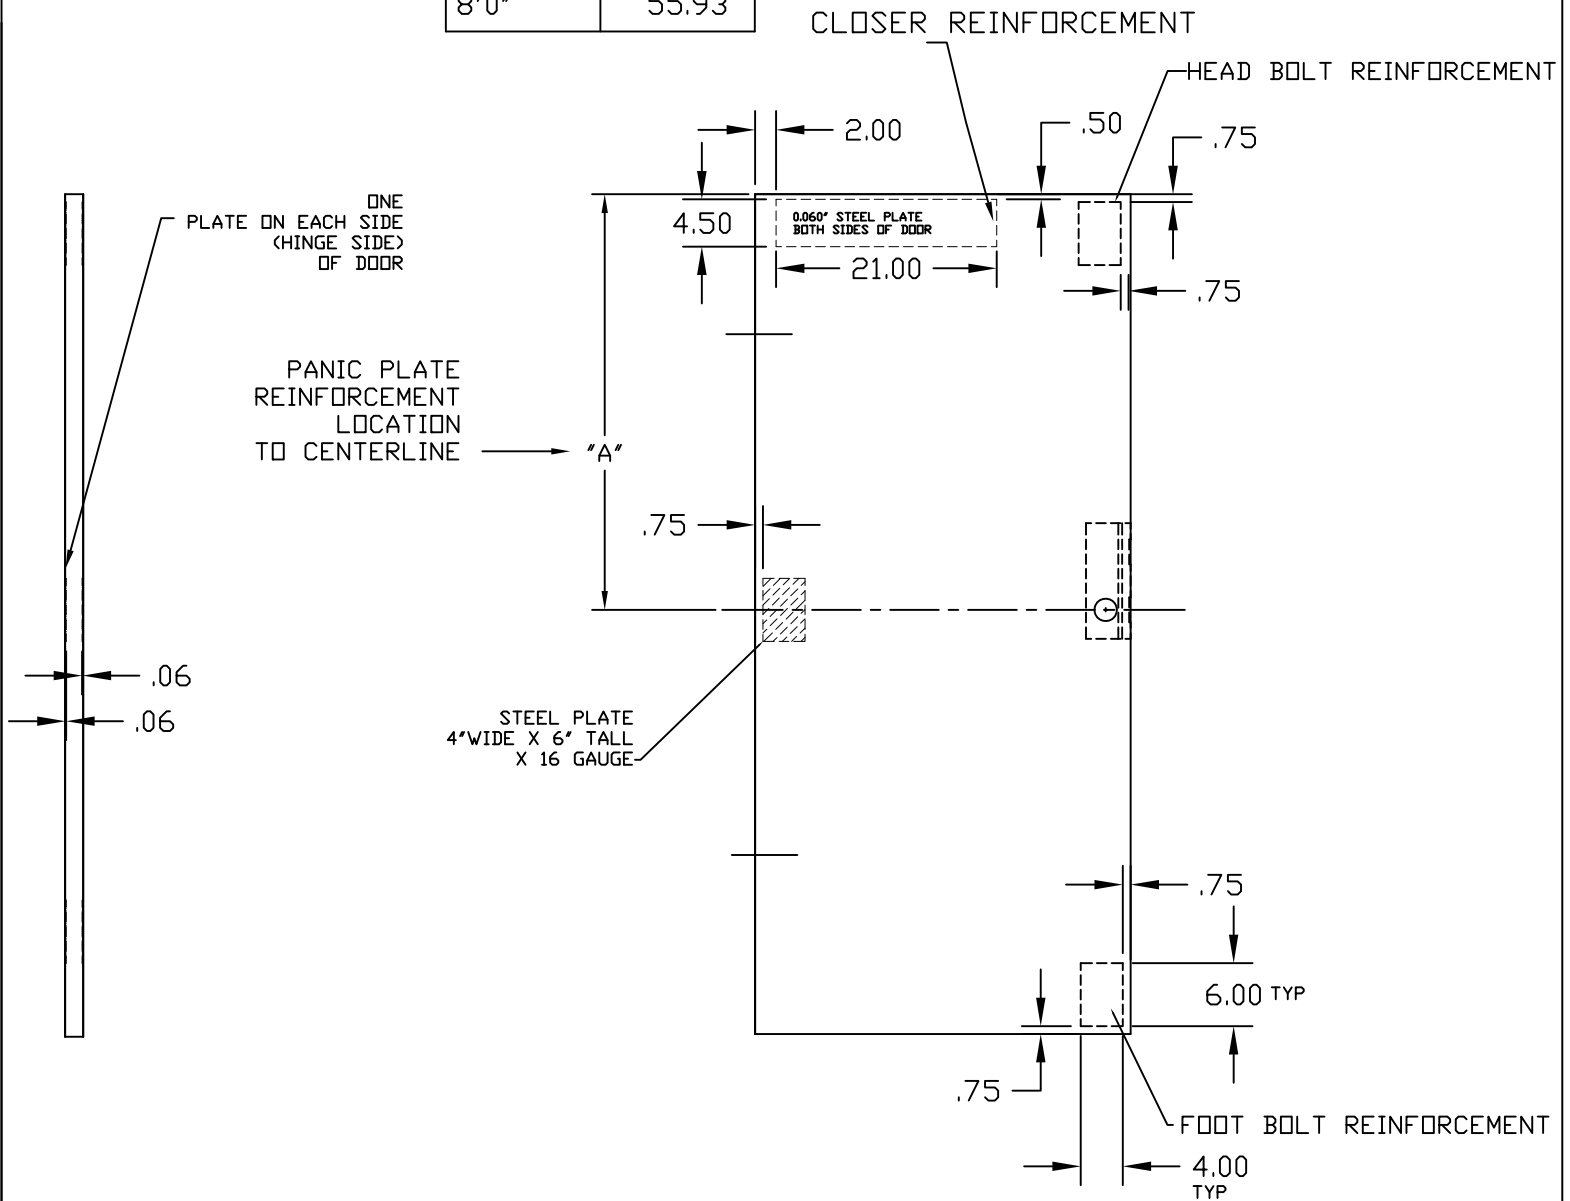 8'0" 55.93
CLOSER REINFORCEMENT
HEAD BOLT REINFORCEMENT
2.00
.50
.75
ONE
PLATE ON EACH SIDE
(HINGE SIDE)
OF DOOR
4.50
0.060" STEEL PLATE
BOTH SIDES OF DOOR
21.00
.75
PANIC PLATE
REINFORCEMENT
LOCATION
TO CENTERLINE
"A"
.75
.06
.06
STEEL PLATE
4"WIDE X 6" TALL
X 16 GAUGE
.75
6.00 TYP
.75
FOOT BOLT REINFORCEMENT
4.00
TYP